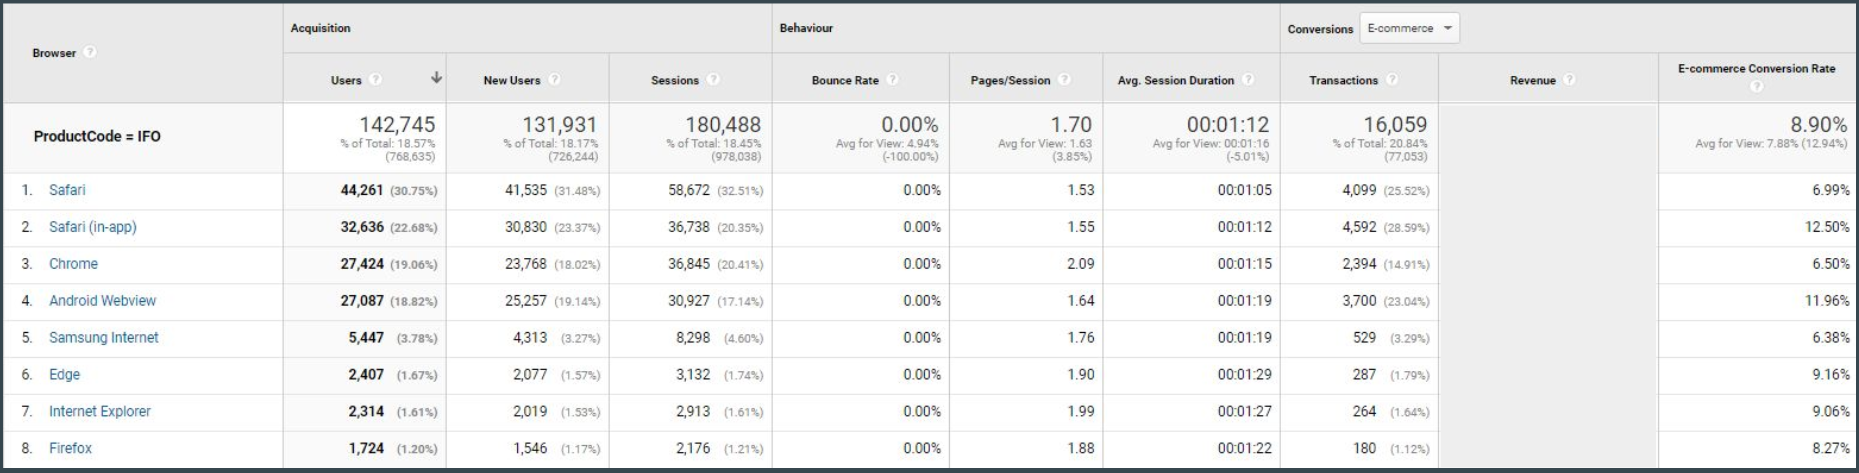 Browser ? Acquisition Behaviour Conversions E-commerce
Users ? New Users ? Sessions ? Bounce Rate ? Pages/Session ? Avg. Session Duration ? Transactions ? Revenue ? E-commerce Conversion Rate ?
ProductCode = IFO 142,745 131,931 180,488 0.00% 1.70 00:01:12 16,059 8.90%
% of Total: 18.57% % of Total: 18.17% % of Total: 18.45% Avg for View: 4.94% Avg for View: 1.63 Avg for View: 00:01:16 % of Total: 20.84% Avg for View: 7.88% (12.94%)
(768,635) (726,244) (978,038) (-100.00%) (3.85%) (-5.01%) (77,053)
1. Safari 44,261 (30.75%) 41,535 (31.48%) 58,672 (32.51%) 0.00% 1.53 00:01:05 4,099 (25.52%) 6.99%
2. Safari (in-app) 32,636 (22.68%) 30,830 (23.37%) 36,738 (20.35%) 0.00% 1.55 00:01:12 4,592 (28.59%) 12.50%
3. Chrome 27,424 (19.06%) 23,768 (18.02%) 36,845 (20.41%) 0.00% 2.09 00:01:15 2,394 (14.91%) 6.50%
4. Android Webview 27,087 (18.82%) 25,257 (19.14%) 30,927 (17.14%) 0.00% 1.64 00:01:19 3,700 (23.04%) 11.96%
5. Samsung Internet 5,447 (3.78%) 4,313 (3.27%) 8,298 (4.60%) 0.00% 1.76 00:01:19 529 (3.29%) 6.38%
6. Edge 2,407 (1.67%) 2,077 (1.57%) 3,132 (1.74%) 0.00% 1.90 00:01:29 287 (1.79%) 9.16%
7. Internet Explorer 2,314 (1.61%) 2,019 (1.53%) 2,913 (1.61%) 0.00% 1.99 00:01:27 264 (1.64%) 9.06%
8. Firefox 1,724 (1.20%) 1,546 (1.17%) 2,176 (1.21%) 0.00% 1.88 00:01:22 180 (1.12%) 8.27%